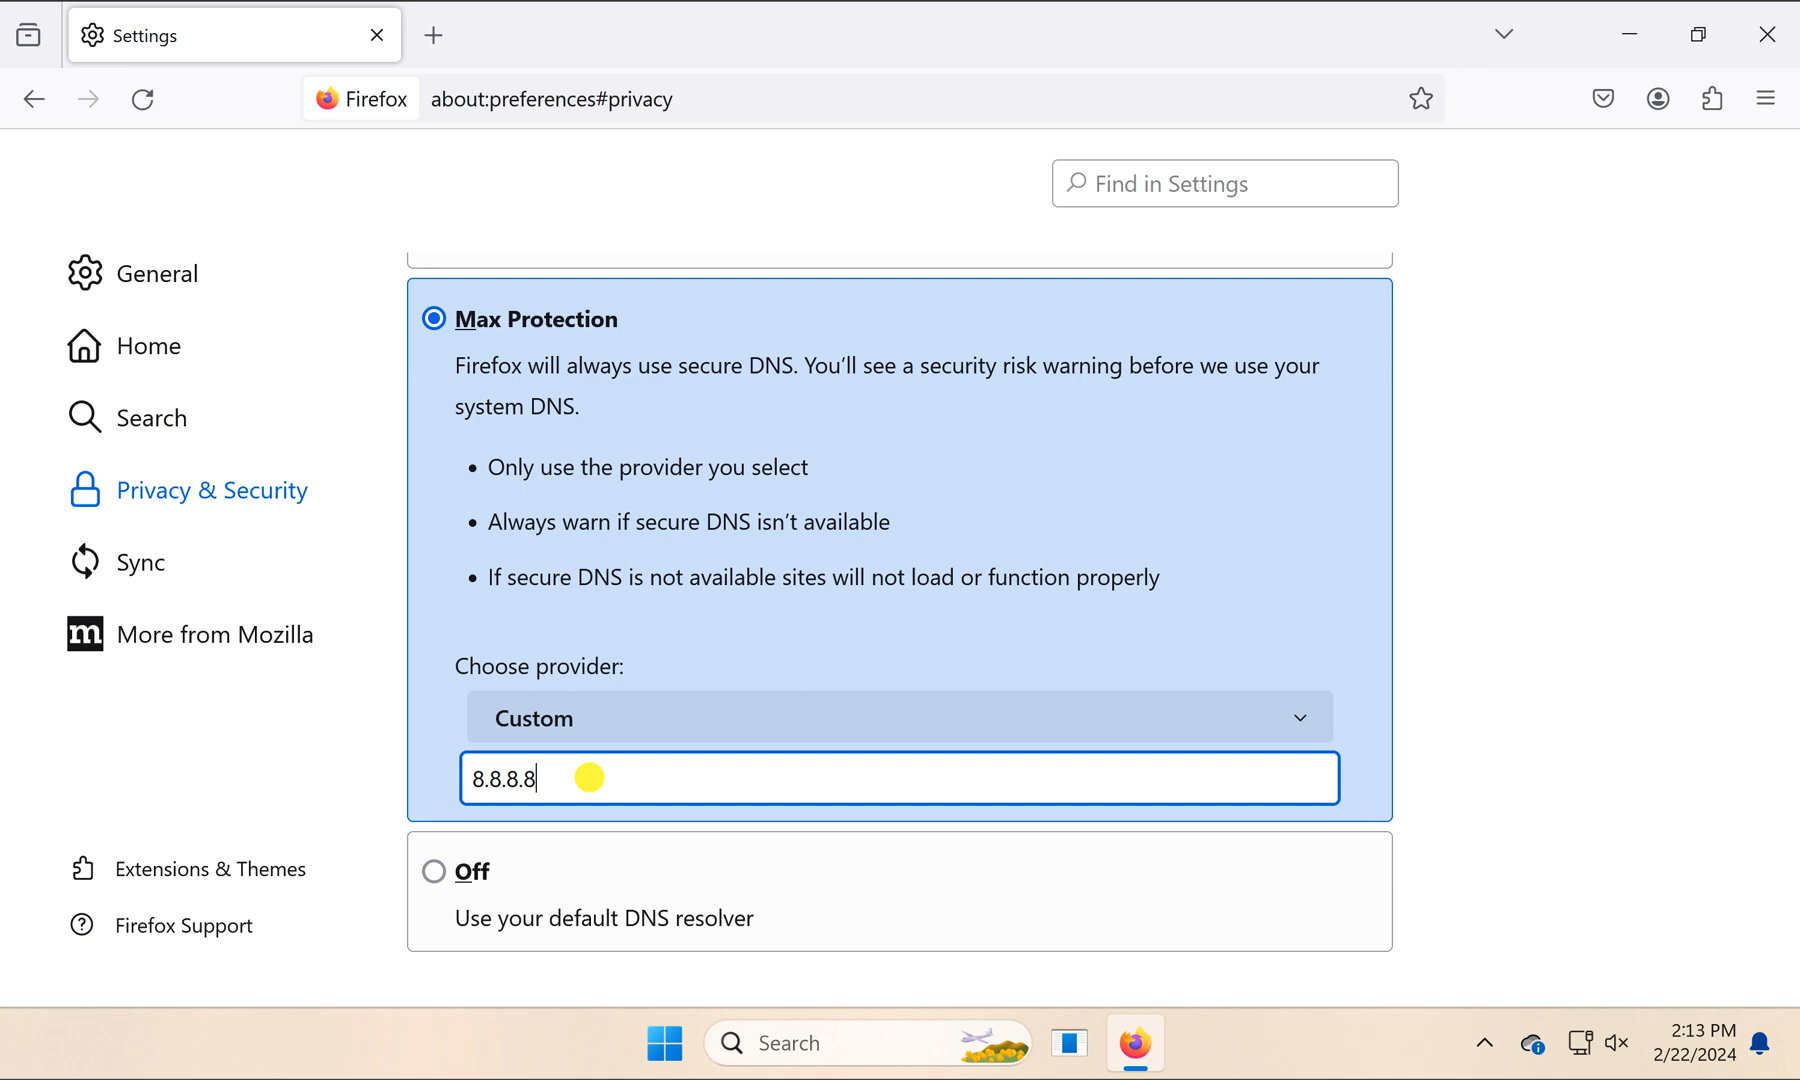 Settings
Firefox
about:preferences#privacy
Find in Settings
General
Home
Search
Privacy & Security
Sync
m More from Mozilla
Extensions & Themes
Firefox Support
Max Protection
Firefox will always use secure DNS. You’ll see a security risk warning before we use your
system DNS.
• Only use the provider you select
• Always warn if secure DNS isn’t available
• If secure DNS is not available sites will not load or function properly
Choose provider:
Custom
8.8.8.8
Off
Use your default DNS resolver
Search
2:13 PM
2/22/2024